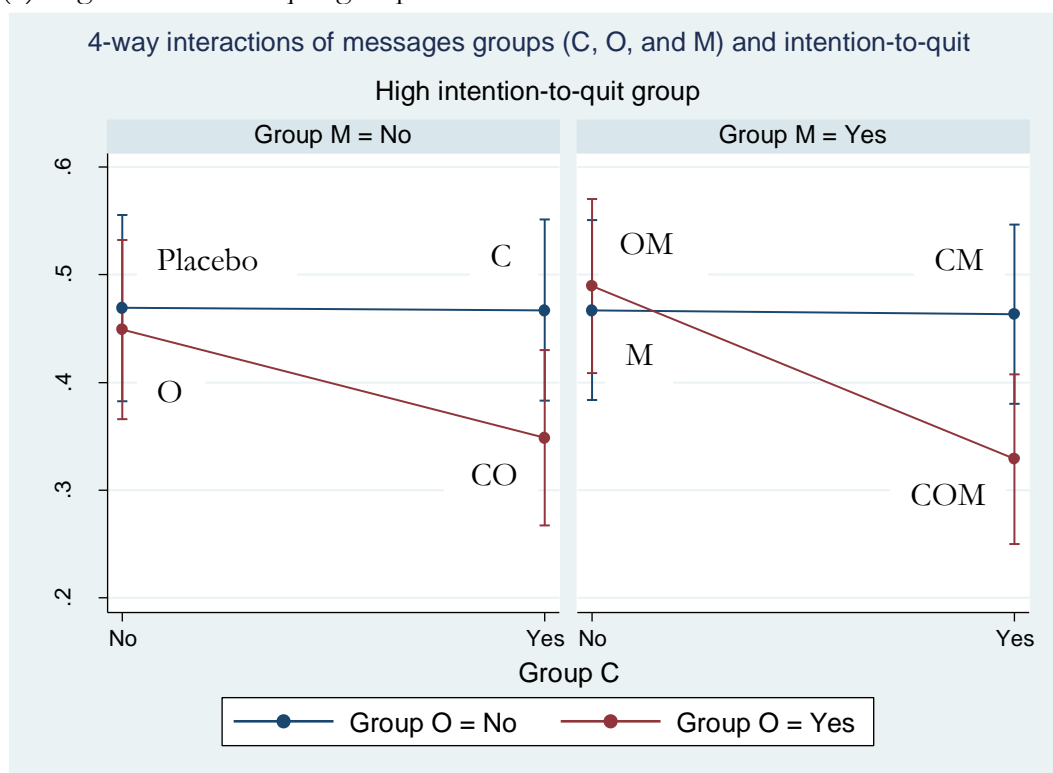 4-way interactions of messages groups (C, O, and M) and intention-to-quit
High intention-to-quit group
Group M = No
Group M = Yes
.6
.5
.4
.3
.2
Placebo
C
O
CO
OM
CM
M
COM
No
Yes
No
Yes
Group C
Group O = No
Group O = Yes